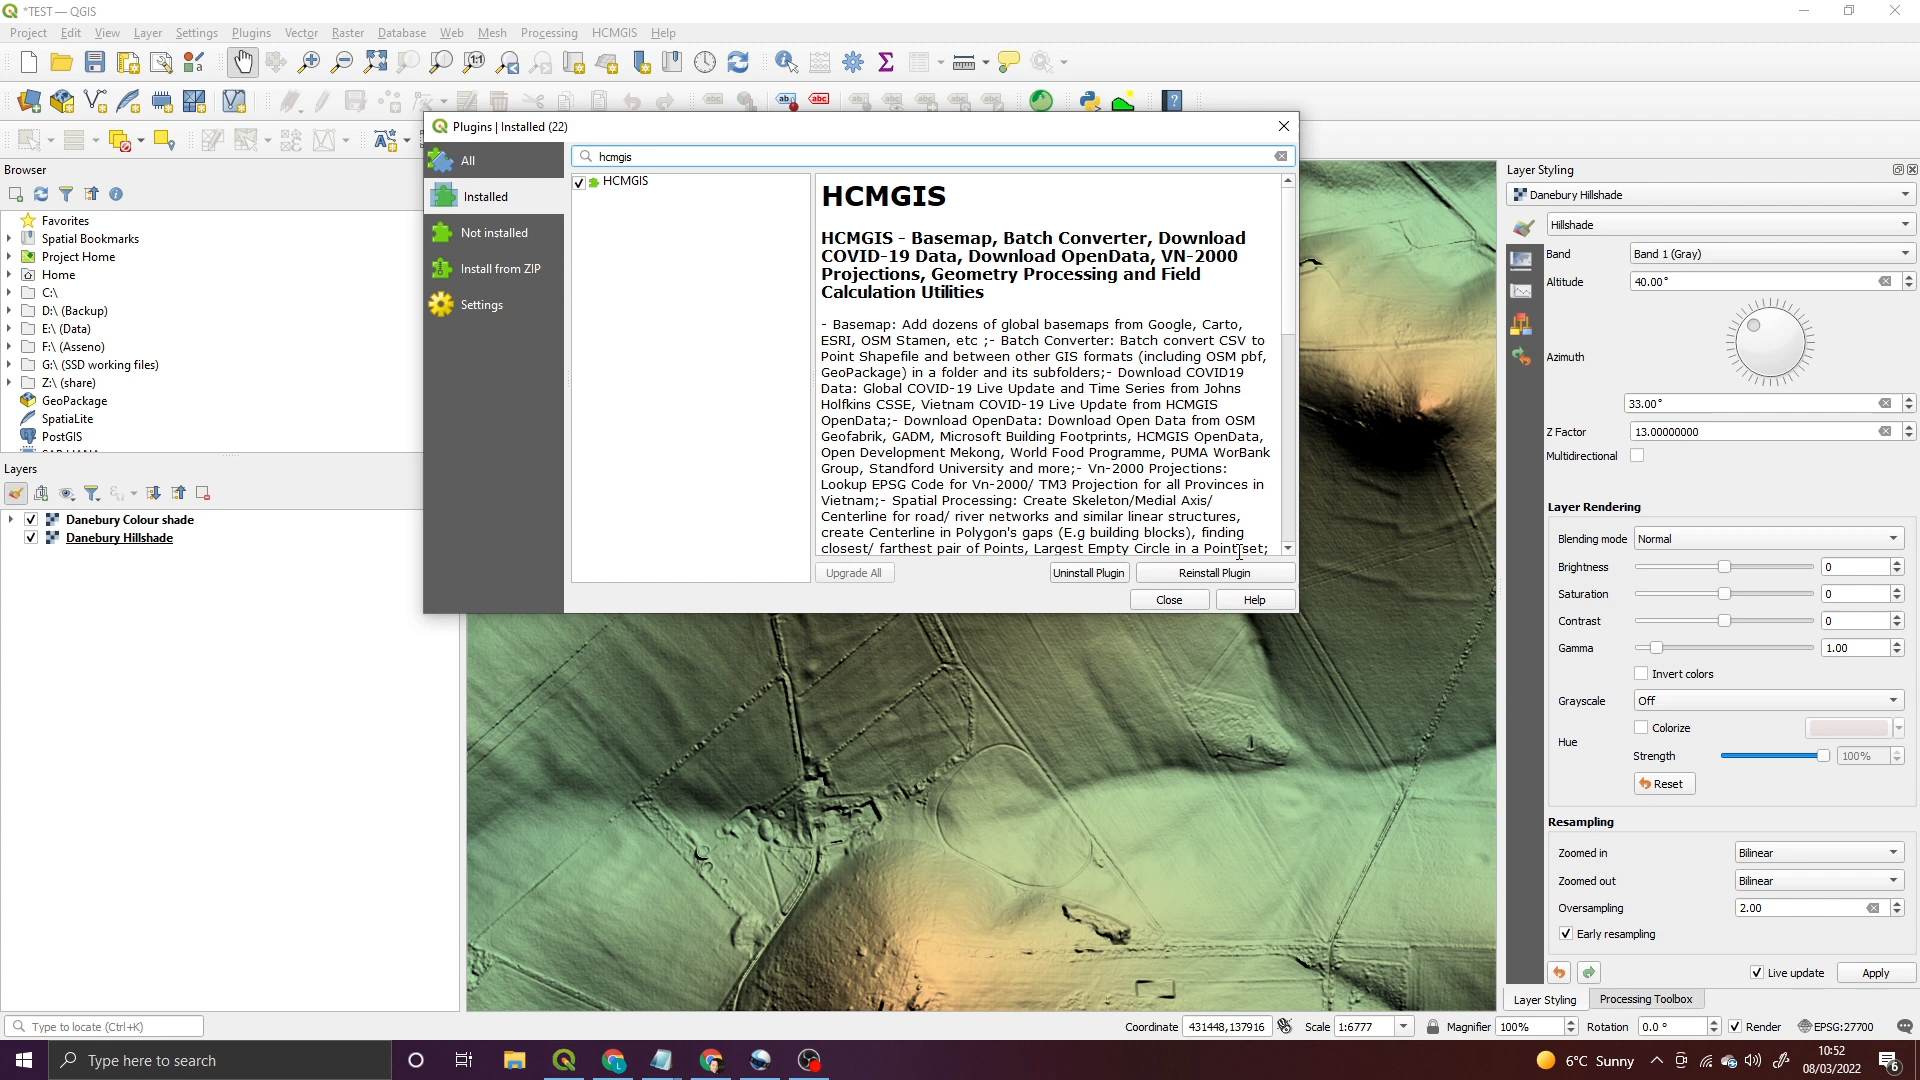 *TEST — QGIS
Project Edit View Layer Settings Plugins Vector Raster Database Web Mesh Processing HCMGIS Help
Plugins | Installed (22)
All
Installed
Not installed
Install from ZIP
Settings
hcmgis
HCMGIS
HCMGIS
HCMGIS - Basemap, Batch Converter, Download
COVID-19 Data, Download OpenData, VN-2000
Projections, Geometry Processing and Field
Calculation Utilities
- Basemap: Add dozens of global basemaps from Google, Carto,
ESRI, OSM Stamen, etc ;- Batch Converter: Batch convert CSV to
Point Shapefile and between other GIS formats (including OSM pbf,
GeoPackage) in a folder and its subfolders;- Download COVID19
Data: Global COVID-19 Live Update and Time Series from Johns
Holfkins CSSE, Vietnam COVID-19 Live Update from HCMGIS
OpenData;- Download OpenData: Download Open Data from OSM
Geofabrik, GADM, Microsoft Building Footprints, HCMGIS OpenData,
Open Development Mekong, World Food Programme, PUMA WorBank
Group, Standford University and more;- Vn-2000 Projections:
Lookup EPSG Code for Vn-2000/ TM3 Projection for all Provinces in
Vietnam;- Spatial Processing: Create Skeleton/Medial Axis/
Centerline for road/ river networks and similar linear structures,
create Centerline in Polygon's gaps (E.g building blocks), finding
closest/ farthest pair of Points, Largest Empty Circle in a Point set;
Upgrade All
Uninstall Plugin
Reinstall Plugin
Close
Help
Browser
Favorites
Spatial Bookmarks
Project Home
Home
C:\
D:\ (Backup)
E:\ (Data)
F:\ (Asseno)
G:\ (SSD working files)
Z:\ (share)
GeoPackage
SpatiaLite
PostGIS
Layers
Danebury Colour shade
Danebury Hillshade
Layer Styling
Danebury Hillshade
Hillshade
Band Band 1 (Gray)
Altitude 40.00°
Azimuth
33.00°
Z Factor 13.00000000
Multidirectional
Layer Rendering
Blending mode Normal
Brightness 0
Saturation 0
Contrast 0
Gamma 1.00
Invert colors
Grayscale Off
Colorize
Hue
Strength 100%
Reset
Resampling
Zoomed in Bilinear
Zoomed out Bilinear
Oversampling 2.00
Early resampling
Live update Apply
Layer Styling Processing Toolbox
Type to locate (Ctrl+K)
Coordinate 431448,137916 Scale 1:6777 Magnifier 100% Rotation 0.0 ° Render EPSG:27700
Type here to search
6°C Sunny
10:52
08/03/2022
6